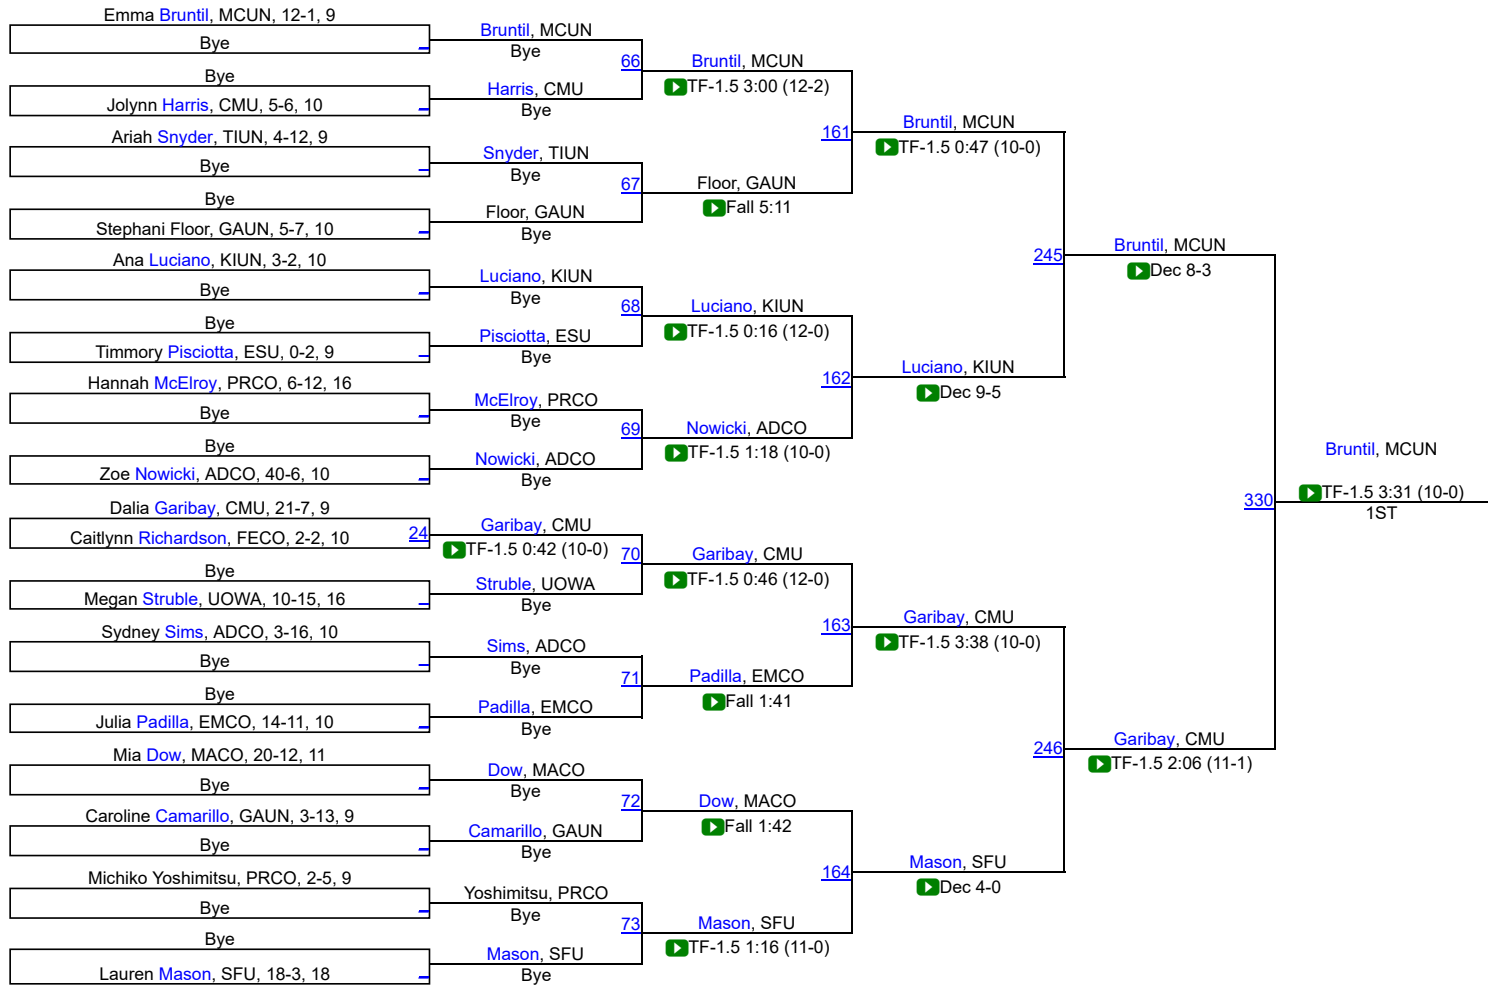 Emma Bruntil, MCUN, 12-1, 9
Bye
Bye
Jolynn Harris, CMU, 5-6, 10
Ariah Snyder, TIUN, 4-12, 9
Bye
Bye
Stephani Floor, GAUN, 5-7, 10
Ana Luciano, KIUN, 3-2, 10
Bye
Bye
Timmory Pisciotta, ESU, 0-2, 9
Hannah McElroy, PRCO, 6-12, 16
Bye
Bye
Zoe Nowicki, ADCO, 40-6, 10
Dalia Garibay, CMU, 21-7, 9
Caitlynn Richardson, FECO, 2-2, 10
24
Bye
Megan Struble, UOWA, 10-15, 16
Sydney Sims, ADCO, 3-16, 10
Bye
Bye
Julia Padilla, EMCO, 14-11, 10
Mia Dow, MACO, 20-12, 11
Bye
Caroline Camarillo, GAUN, 3-13, 9
Bye
Michiko Yoshimitsu, PRCO, 2-5, 9
Bye
Bye
Lauren Mason, SFU, 18-3, 18
Bruntil, MCUN
Bye
66
Harris, CMU
Bye
Snyder, TIUN
Bye
67
Floor, GAUN
Bye
Luciano, KIUN
Bye
68
Pisciotta, ESU
Bye
McElroy, PRCO
Bye
69
Nowicki, ADCO
Bye
Garibay, CMU
TF-1.5 0:42 (10-0)
70
Struble, UOWA
Bye
Sims, ADCO
Bye
71
Padilla, EMCO
Bye
Dow, MACO
Bye
72
Camarillo, GAUN
Bye
Yoshimitsu, PRCO
Bye
73
Mason, SFU
Bye
Bruntil, MCUN
TF-1.5 3:00 (12-2)
161
Floor, GAUN
Fall 5:11
Luciano, KIUN
TF-1.5 0:16 (12-0)
162
Nowicki, ADCO
TF-1.5 1:18 (10-0)
Garibay, CMU
TF-1.5 0:46 (12-0)
163
Padilla, EMCO
Fall 1:41
Dow, MACO
Fall 1:42
164
Mason, SFU
TF-1.5 1:16 (11-0)
Bruntil, MCUN
TF-1.5 0:47 (10-0)
245
Luciano, KIUN
Dec 9-5
Garibay, CMU
TF-1.5 3:38 (10-0)
246
Mason, SFU
Dec 4-0
Bruntil, MCUN
Dec 8-3
330
Garibay, CMU
TF-1.5 2:06 (11-1)
Bruntil, MCUN
TF-1.5 3:31 (10-0)
1ST